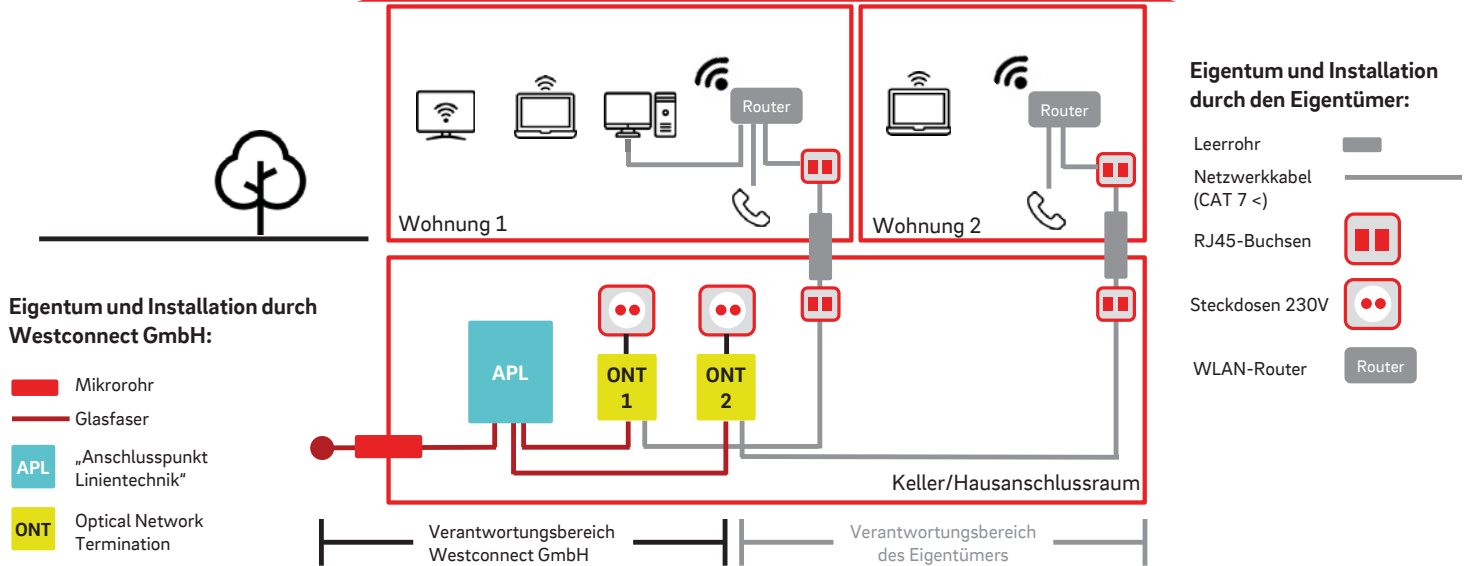 Router
Router
Wohnung 1
Wohnung 2
Eigentum und Installation
durch den Eigentümer:
Leerrohr
Netzwerkkabel
(CAT 7 <)
RJ45-Buchsen
Steckdosen 230V
WLAN-Router
Router
Eigentum und Installation durch
Westconnect GmbH:
Mikrorohr
Glasfaser
APL
„Anschlusspunkt
Linientechnik“
ONT
Optical Network
Termination
APL
ONT
1
ONT
2
Keller/Hausanschlussraum
Verantwortungsbereich
Westconnect GmbH
Verantwortungsbereich
des Eigentümers